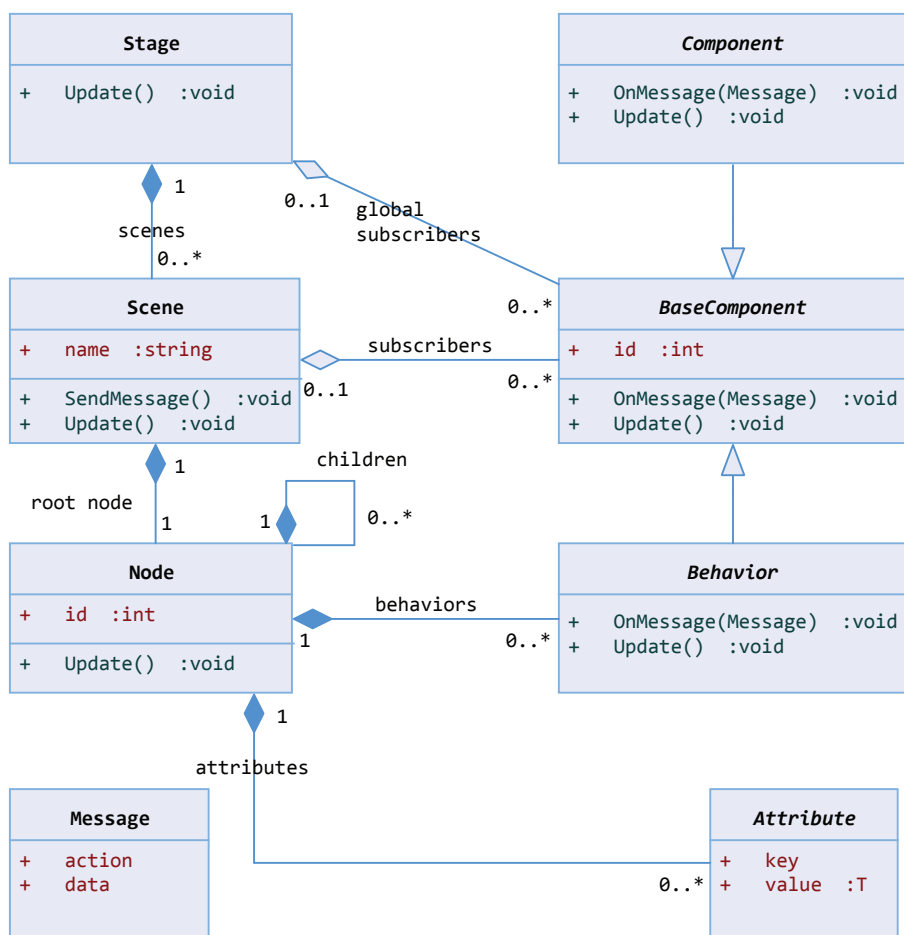 Stage
+ Update() :void
Component
+ OnMessage(Message) :void
+ Update() :void
1
0..1
global
subscribers
scenes
0..*
0..*
Scene
+ name :string
+ SendMessage() :void
+ Update() :void
subscribers
0..1
0..*
BaseComponent
+ id :int
+ OnMessage(Message) :void
+ Update() :void
1
root node
1
children
1
0..*
Node
+ id :int
+ Update() :void
behaviors
1
0..*
Behavior
+ OnMessage(Message) :void
+ Update() :void
1
attributes
0..*
Message
+ action
+ data
Attribute
+ key
+ value :T